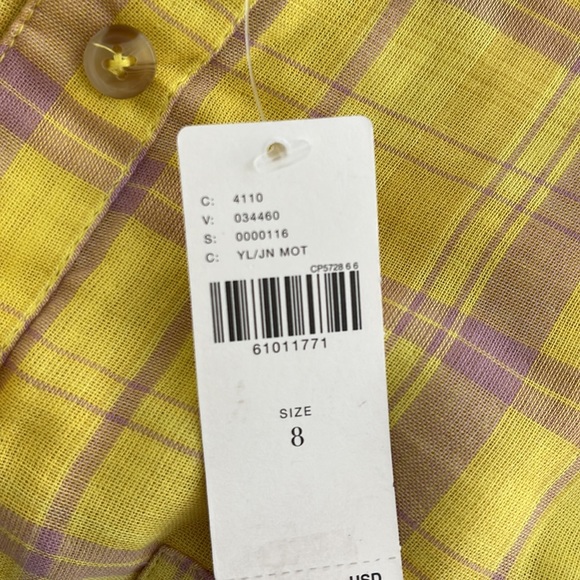 C: 4110
V: 034460
S: 0000116
C: YL/JN MOT
CP5728 6 6
61011771
SIZE
8
USD